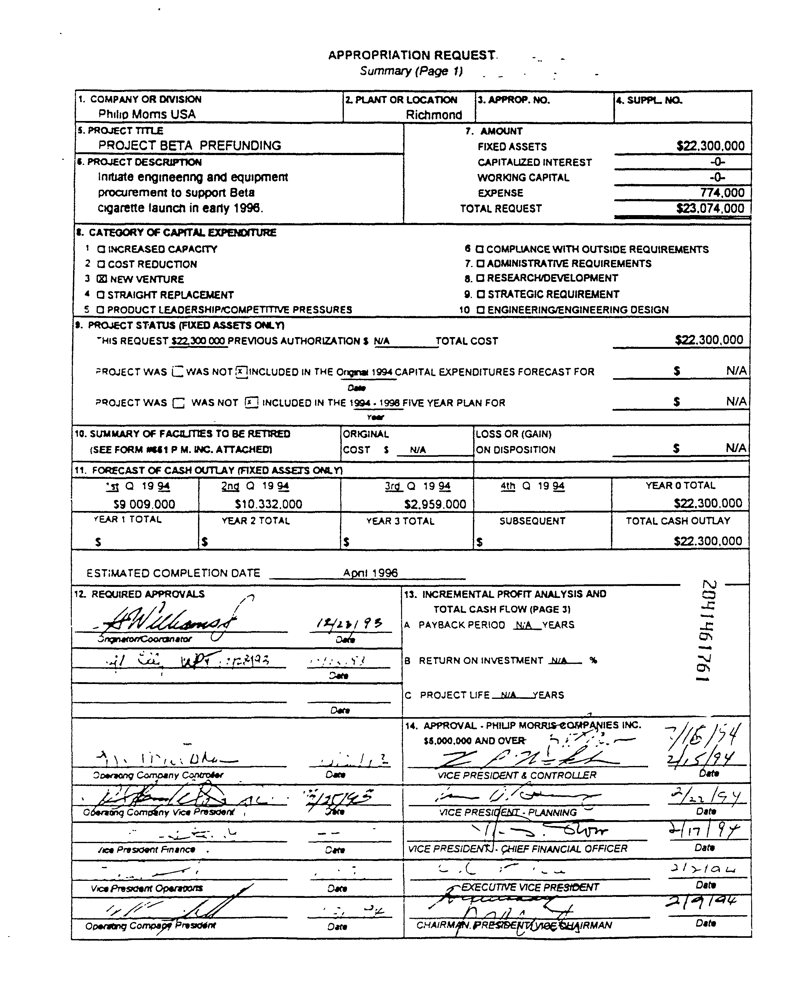 APPROPRIATION REQUEST
Summary (Page 1)
1. COMPANY OR DIVISION
Philip Morris USA
2. PLANT OR LOCATION
Richmond
3. APPROP. NO.
4. SUPPL. NO.
5. PROJECT TITLE
PROJECT BETA PREFUNDING
6. PROJECT DESCRIPTION
Initiate engineering and equipment
procurement to support Beta
cigarette launch in early 1996.
7. AMOUNT
FIXED ASSETS $22,300,000
CAPITALIZED INTEREST -0-
WORKING CAPITAL -0-
EXPENSE 774,000
TOTAL REQUEST $23,074,000
8. CATEGORY OF CAPITAL EXPENDITURE
1 ☐ INCREASED CAPACITY
2 ☐ COST REDUCTION
3 ☒ NEW VENTURE
4 ☐ STRAIGHT REPLACEMENT
5 ☐ PRODUCT LEADERSHIP/COMPETITIVE PRESSURES
6 ☐ COMPLIANCE WITH OUTSIDE REQUIREMENTS
7. ☐ ADMINISTRATIVE REQUIREMENTS
8. ☐ RESEARCH/DEVELOPMENT
9. ☐ STRATEGIC REQUIREMENT
10 ☐ ENGINEERING/ENGINEERING DESIGN
9. PROJECT STATUS (FIXED ASSETS ONLY)
THIS REQUEST $22,300 000 PREVIOUS AUTHORIZATION $ N/A TOTAL COST $22,300,000
PROJECT WAS ☐ WAS NOT ☒ INCLUDED IN THE Original 1994 CAPITAL EXPENDITURES FORECAST FOR $ N/A
Date
PROJECT WAS ☐ WAS NOT ☒ INCLUDED IN THE 1994 - 1998 FIVE YEAR PLAN FOR $ N/A
Year
10. SUMMARY OF FACILITIES TO BE RETIRED
(SEE FORM #651 P M. INC. ATTACHED)
ORIGINAL
COST $ N/A
LOSS OR (GAIN)
ON DISPOSITION $ N/A
11. FORECAST OF CASH OUTLAY (FIXED ASSETS ONLY)
1st Q 19 94 2nd Q 19 94 3rd Q 19 94 4th Q 19 94 YEAR 0 TOTAL
$9 009.000 $10.332,000 $2,959.000 $22,300,000
YEAR 1 TOTAL YEAR 2 TOTAL YEAR 3 TOTAL SUBSEQUENT TOTAL CASH OUTLAY
$ $ $ $ $22,300,000
ESTIMATED COMPLETION DATE April 1996
12. REQUIRED APPROVALS
12/23/93
Originator/Coordinator Date
Date
Date
Operating Company Controller Date
Operating Company Vice President Date
Vice President Finance Date
Vice President Operations Date
Operating Company President Date
13. INCREMENTAL PROFIT ANALYSIS AND
TOTAL CASH FLOW (PAGE 3)
A PAYBACK PERIOD N/A YEARS
B RETURN ON INVESTMENT N/A %
C PROJECT LIFE N/A YEARS
2041461761
14. APPROVAL - PHILIP MORRIS COMPANIES INC.
$5,000,000 AND OVER
2/15/94
VICE PRESIDENT & CONTROLLER Date
2/22/94
VICE PRESIDENT - PLANNING Date
2/17/94
VICE PRESIDENT - CHIEF FINANCIAL OFFICER Date
EXECUTIVE VICE PRESIDENT Date
2/9/94
CHAIRMAN, PRESIDENT, VICE CHAIRMAN Date